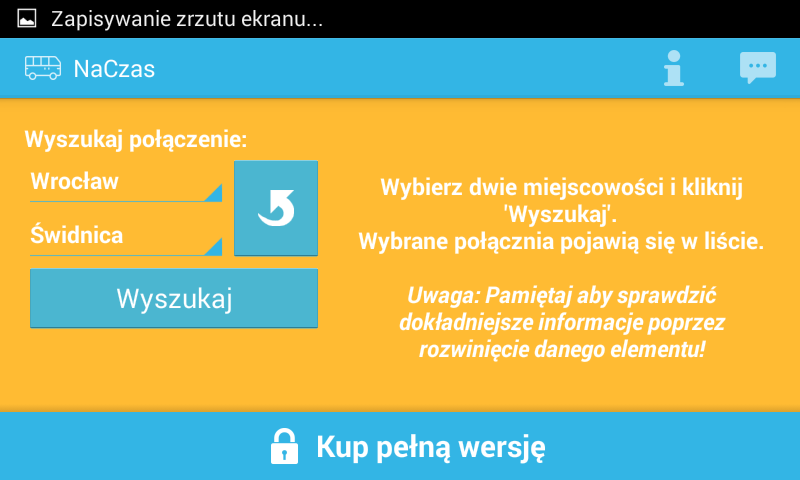 Zapisywanie zrzutu ekranu...
NaCzas
Wyszukaj połączenie:
Wrocław
Świdnica
Wyszukaj
Wybierz dwie miejscowości i kliknij
'Wyszukaj'.
Wybrane połącznia pojawią się w liście.
Uwaga: Pamiętaj aby sprawdzić
dokładniejsze informacje poprzez
rozwinięcie danego elementu!
Kup pełną wersję